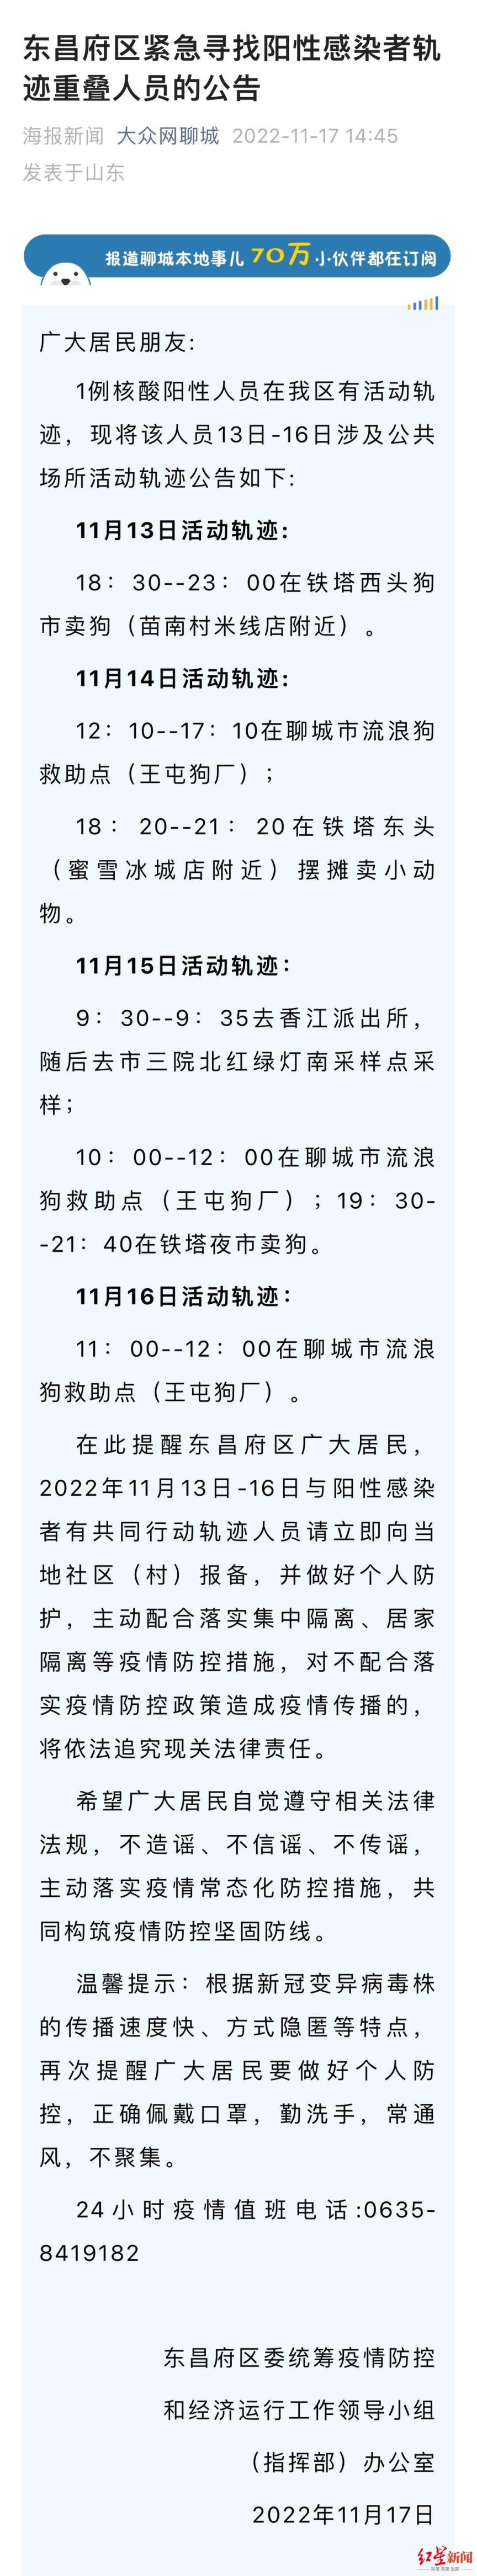 东昌府区紧急寻找阳性感染者轨
迹重叠人员的公告
海报新闻 大众网聊城 2022-11-17 14:45
发表于山东
报道聊城本地事儿 70万 小伙伴都在订阅
广大居民朋友:
1例核酸阳性人员在我区有活动轨
迹，现将该人员13日-16日涉及公共
场所活动轨迹公告如下:
11月13日活动轨迹:
18：30--23：00在铁塔西头狗
市卖狗（苗南村米线店附近）。
11月14日活动轨迹:
12：10--17：10在聊城市流浪狗
救助点（王屯狗厂）；
18：20--21：20在铁塔东头
（蜜雪冰城店附近）摆摊卖小动
物。
11月15日活动轨迹：
9：30--9：35去香江派出所，
随后去市三院北红绿灯南采样点采
样；
10：00--12：00在聊城市流浪
狗救助点（王屯狗厂）；19：30-
-21：40在铁塔夜市卖狗。
11月16日活动轨迹：
11：00--12：00在聊城市流浪
狗救助点（王屯狗厂）。
在此提醒东昌府区广大居民，
2022年11月13日-16日与阳性感染
者有共同行动轨迹人员请立即向当
地社区（村）报备，并做好个人防
护，主动配合落实集中隔离、居家
隔离等疫情防控措施，对不配合落
实疫情防控政策造成疫情传播的，
将依法追究现关法律责任。
希望广大居民自觉遵守相关法律
法规，不造谣、不信谣、不传谣，
主动落实疫情常态化防控措施，共
同构筑疫情防控坚固防线。
温馨提示：根据新冠变异病毒株
的传播速度快、方式隐匿等特点，
再次提醒广大居民要做好个人防
控，正确佩戴口罩，勤洗手，常通
风，不聚集。
24小时疫情值班电话:0635-
8419182
东昌府区委统筹疫情防控
和经济运行工作领导小组
（指挥部）办公室
2022年11月17日
红星新闻